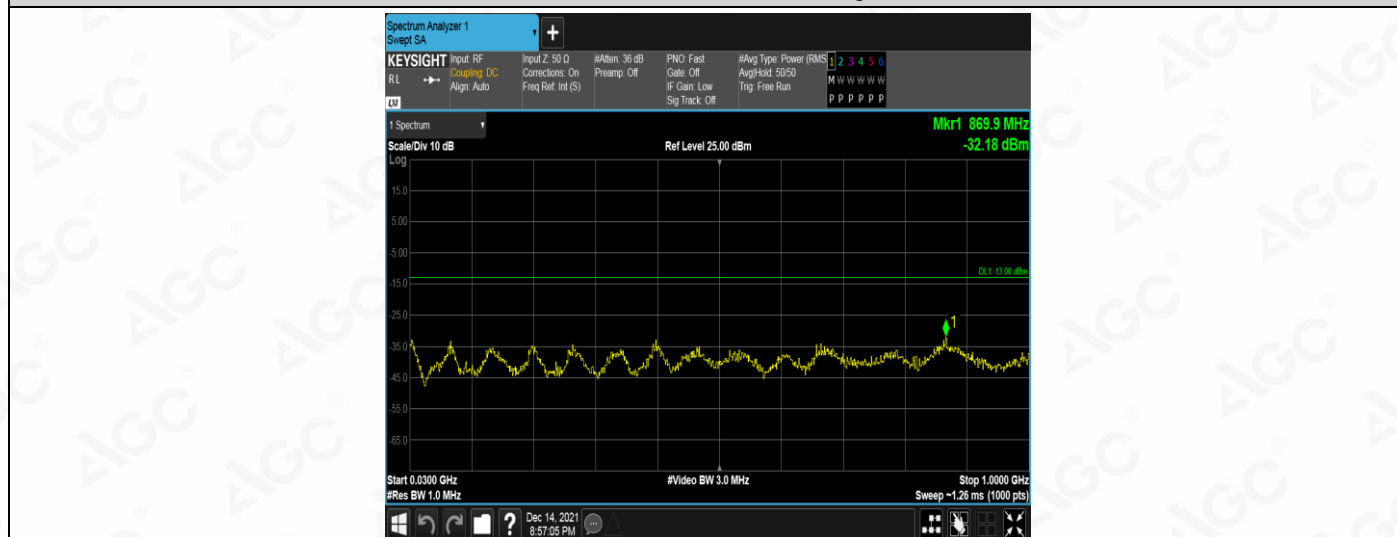 Spectrum Analyzer 1
Swept SA
+
KEYSIGHT Input: RF Input Z: 50 Ω #Atten: 36 dB PNO: Fast #Avg Type: Power (RMS 1 2 3 4 5 6
RL Coupling: DC Corrections: On Preamp: Off Gate: Off Avg|Hold: 50/50 M W W W W W
Align: Auto Freq Ref: Int (S) IF Gain: Low Trig: Free Run
LXI Sig Track: Off P P P P P P
1 Spectrum Mkr1 869.9 MHz
Scale/Div 10 dB Ref Level 25.00 dBm -32.18 dBm
Log
15.0
5.00
-5.00
DL1 -13.00 dBm
-15.0
-25.0
1
-35.0
-45.0
-55.0
-65.0
Start 0.0300 GHz #Video BW 3.0 MHz Stop 1.0000 GHz
#Res BW 1.0 MHz Sweep ~1.26 ms (1000 pts)
? Dec 14, 2021
8:57:05 PM
AGC